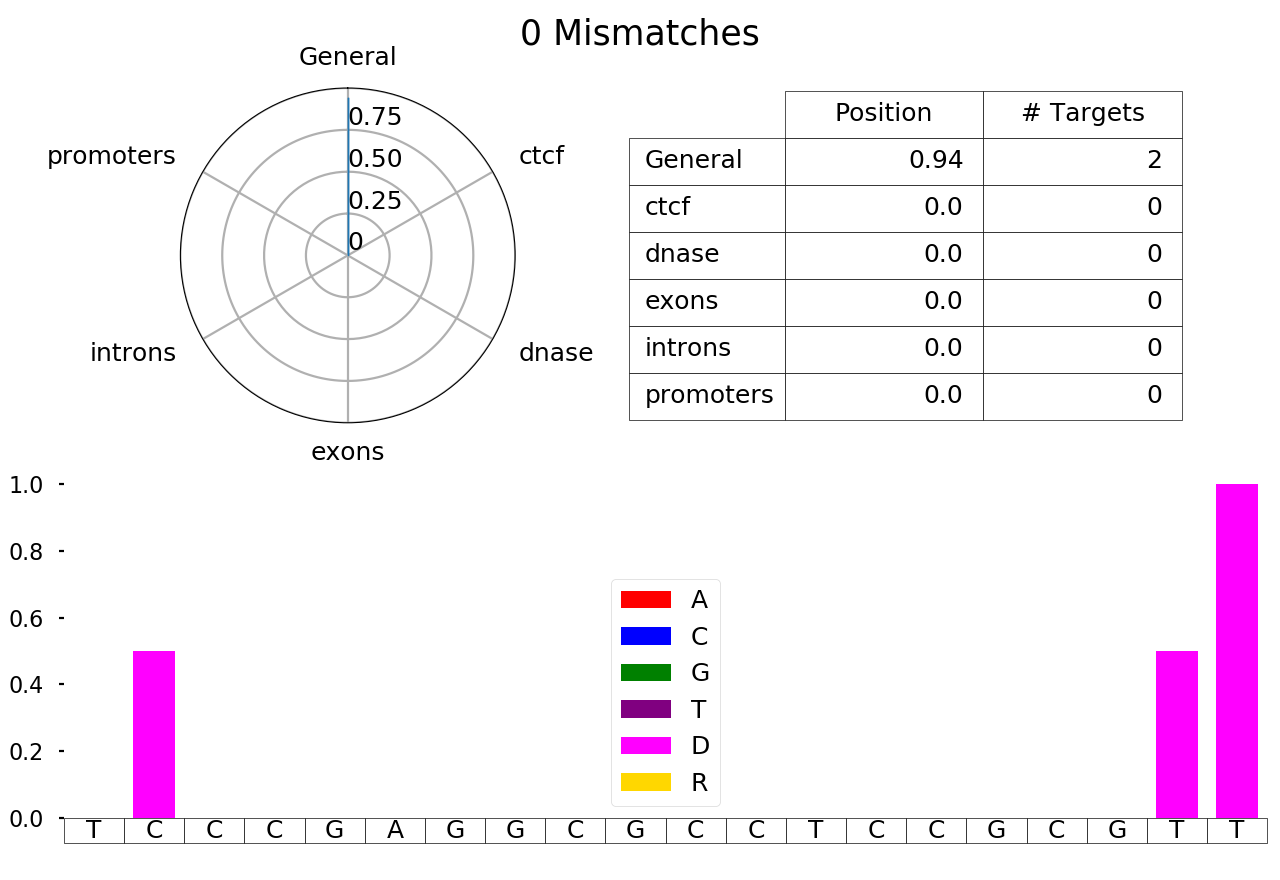 0 Mismatches
General
promoters
ctcf
introns
dnase
exons
0.75
0.50
0.25
0
Position # Targets
General 0.94 2
ctcf 0.0 0
dnase 0.0 0
exons 0.0 0
introns 0.0 0
promoters 0.0 0
1.0
0.8
0.6
0.4
0.2
0.0
A
C
G
T
D
R
T C C C G A G G C G C C T C C G C G T T